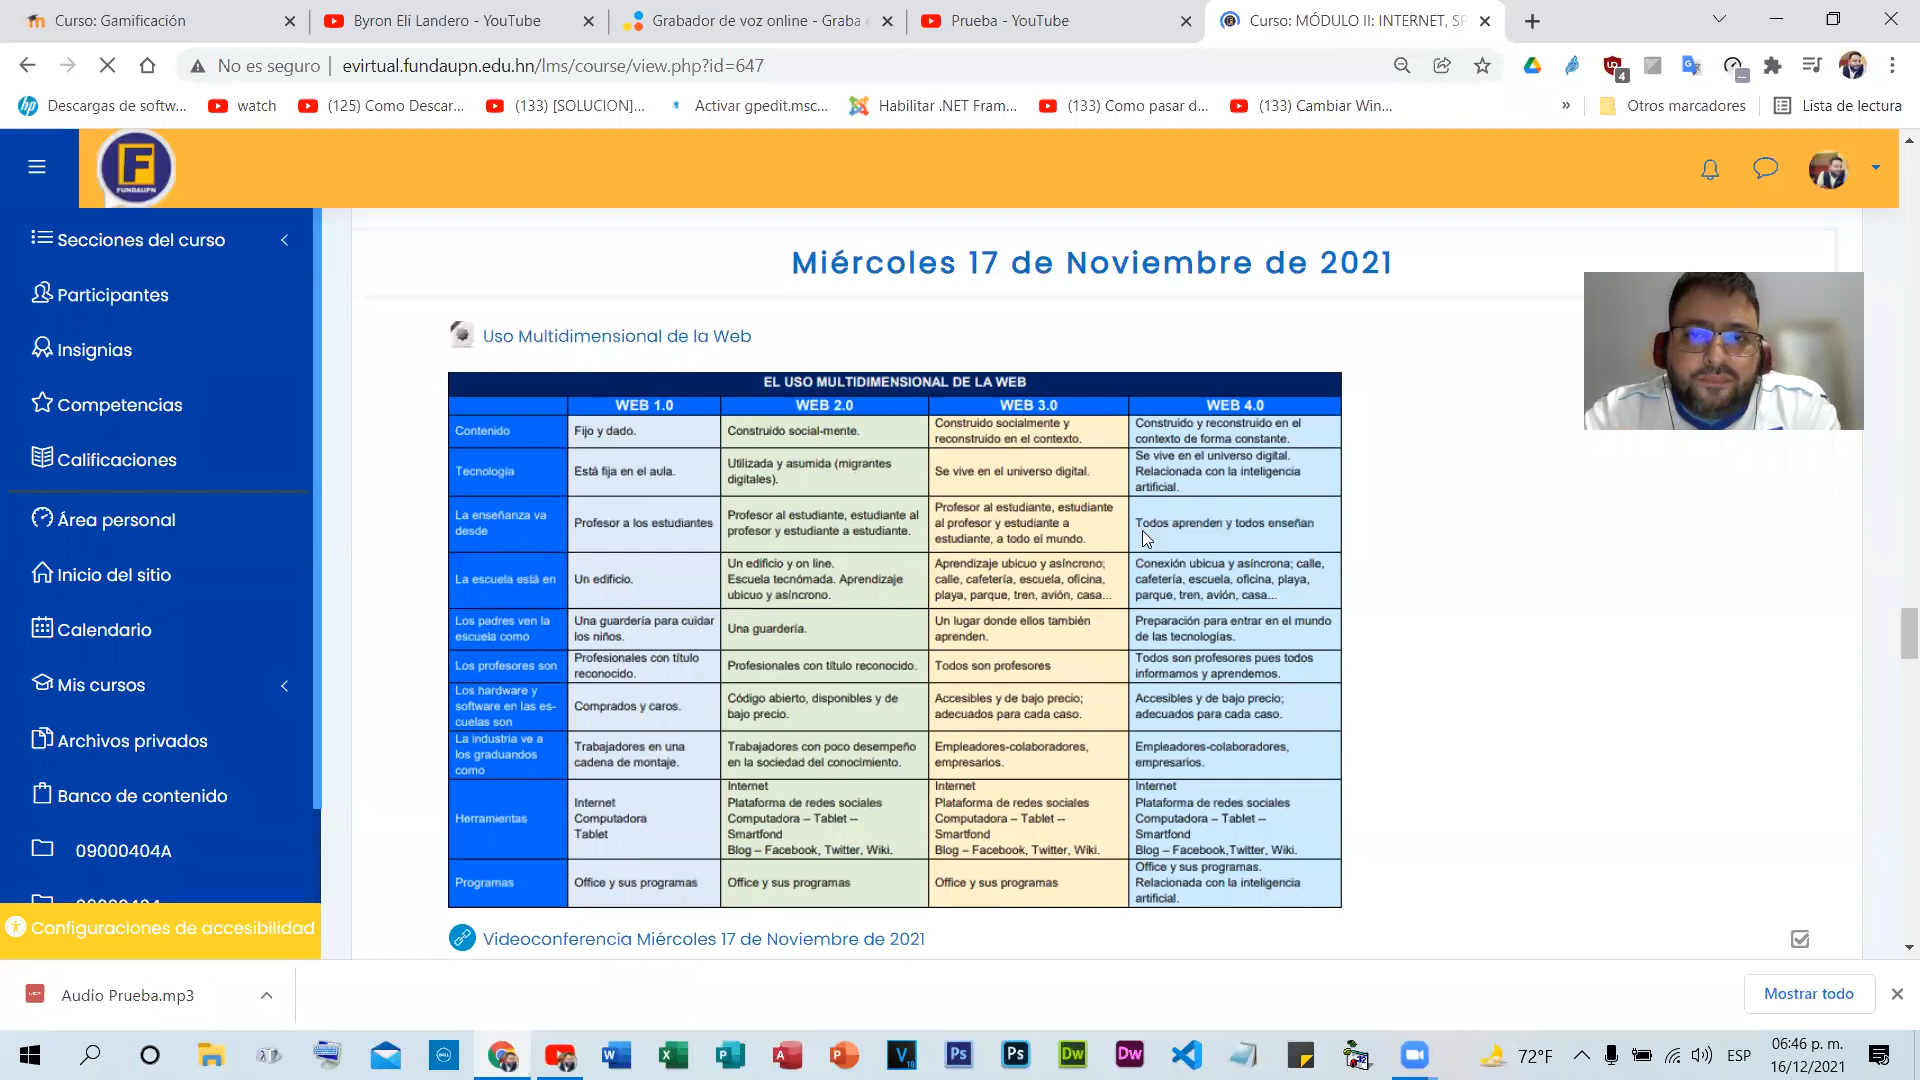 Curso: Gamificación
Byron Eli Landero - YouTube
Grabador de voz online - Graba
Prueba - YouTube
Curso: MÓDULO II: INTERNET, SF
No es seguro
evirtual.fundaupn.edu.hn/lms/course/view.php?id=647
4
Descargas de softw...
watch
(125) Como Descar...
(133) [SOLUCION]...
Activar gpedit.msc...
Habilitar .NET Fram...
(133) Como pasar d...
(133) Cambiar Win...
»
Otros marcadores
Lista de lectura
F
FUNDAUPN
Secciones del curso
Participantes
Insignias
Competencias
Calificaciones
Área personal
Inicio del sitio
Calendario
Mis cursos
Archivos privados
Banco de contenido
09000404A
Configuraciones de accesibilidad
Miércoles 17 de Noviembre de 2021
Uso Multidimensional de la Web
EL USO MULTIDIMENSIONAL DE LA WEB
WEB 1.0
WEB 2.0
WEB 3.0
WEB 4.0
Contenido
Fijo y dado.
Construido social-mente.
Construido socialmente y
reconstruido en el contexto.
Construido y reconstruido en el
contexto de forma constante.
Tecnología
Está fija en el aula.
Utilizada y asumida (migrantes
digitales).
Se vive en el universo digital.
Se vive en el universo digital.
Relacionada con la inteligencia
artificial.
La enseñanza va
desde
Profesor a los estudiantes
Profesor al estudiante, estudiante al
profesor y estudiante a estudiante.
Profesor al estudiante, estudiante
al profesor y estudiante a
estudiante, a todo el mundo.
Todos aprenden y todos enseñan
La escuela está en
Un edificio.
Un edificio y on line.
Escuela tecnómada. Aprendizaje
ubicuo y asíncrono.
Aprendizaje ubicuo y asíncrono;
calle, cafetería, escuela, oficina,
playa, parque, tren, avión, casa...
Conexión ubicua y asíncrona; calle,
cafetería, escuela, oficina, playa,
parque, tren, avión, casa...
Los padres ven la
escuela como
Una guardería para cuidar
los niños.
Una guardería.
Un lugar donde ellos también
aprenden.
Preparación para entrar en el mundo
de las tecnologías.
Los profesores son
Profesionales con título
reconocido.
Profesionales con título reconocido.
Todos son profesores
Todos son profesores pues todos
informamos y aprendemos.
Los hardware y
software en las es-
cuelas son
Comprados y caros.
Código abierto, disponibles y de
bajo precio.
Accesibles y de bajo precio;
adecuados para cada caso.
Accesibles y de bajo precio;
adecuados para cada caso.
La industria ve a
los graduandos
como
Trabajadores en una
cadena de montaje.
Trabajadores con poco desempeño
en la sociedad del conocimiento.
Empleadores-colaboradores,
empresarios.
Empleadores-colaboradores,
empresarios.
Herramientas
Internet
Computadora
Tablet
Internet
Plataforma de redes sociales
Computadora – Tablet --
Smartfond
Blog – Facebook, Twitter, Wiki.
Internet
Plataforma de redes sociales
Computadora – Tablet --
Smartfond
Blog – Facebook, Twitter, Wiki.
Internet
Plataforma de redes sociales
Computadora – Tablet --
Smartfond
Blog – Facebook,Twitter, Wiki.
Programas
Office y sus programas
Office y sus programas
Office y sus programas
Office y sus programas.
Relacionada con la inteligencia
artificial.
Videoconferencia Miércoles 17 de Noviembre de 2021
Audio Prueba.mp3
Mostrar todo
72°F
ESP
06:46 p. m.
16/12/2021